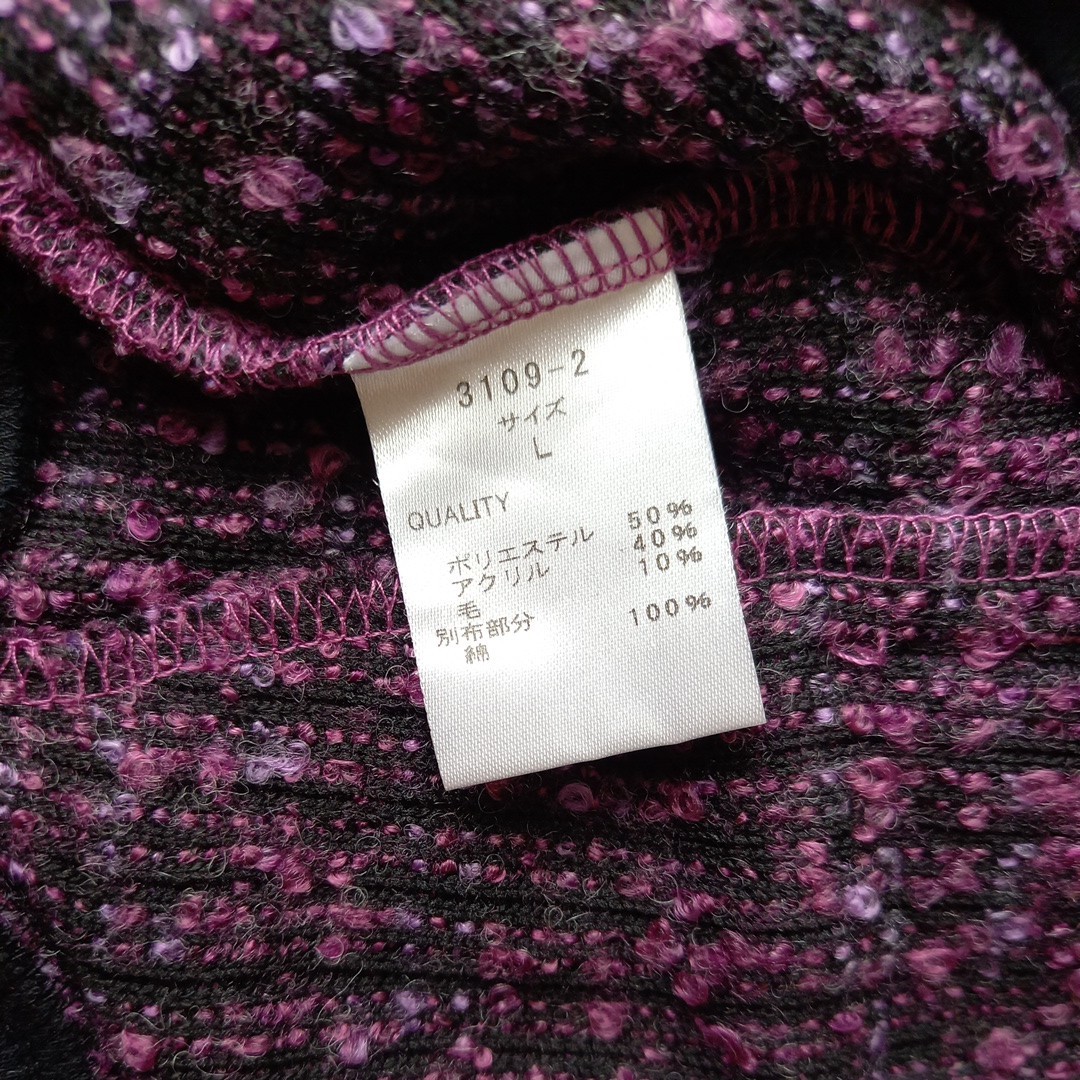 3109-2
サイズ
L
QUALITY
ポリエステル 50%
アクリル 40%
毛 10%
別布部分
綿 100%